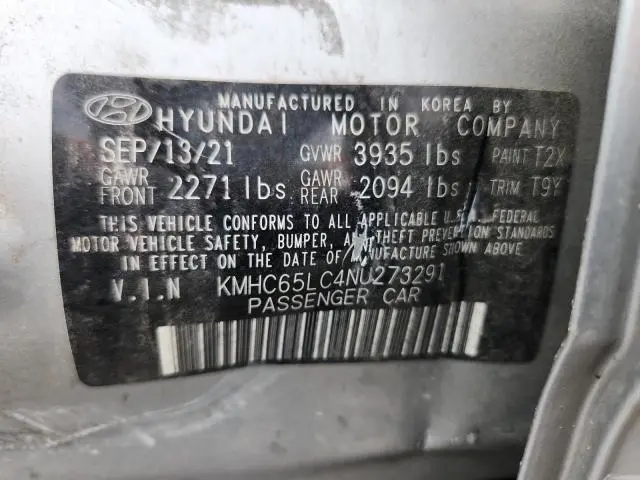 MANUFACTURED IN KOREA BY
HYUNDAI MOTOR COMPANY
SEP/13/21 GVWR 3935 lbs PAINT T2X
GAWR FRONT 2271 lbs GAWR REAR 2094 lbs TRIM T9Y
THIS VEHICLE CONFORMS TO ALL APPLICABLE U.S.A. FEDERAL
MOTOR VEHICLE SAFETY, BUMPER, AND THEFT PREVENTION STANDARDS
IN EFFECT ON THE DATE OF MANUFACTURE SHOWN ABOVE
V.I.N KMHC65LC4NU273291
PASSENGER CAR